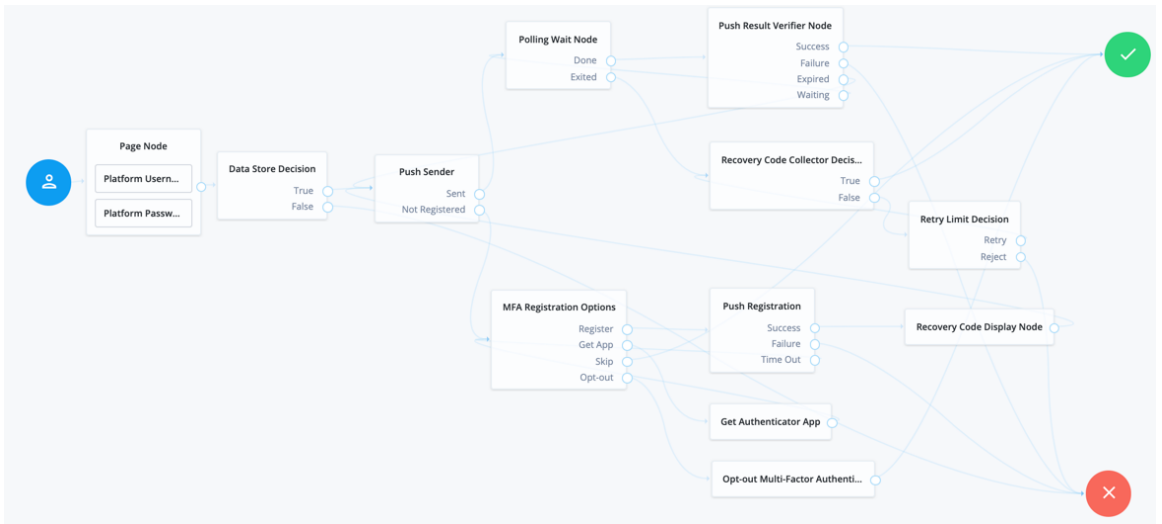 Page Node
Platform Usern...
Platform Passw...
Data Store Decision
True
False
Push Sender
Sent
Not Registered
Polling Wait Node
Done
Exited
Push Result Verifier Node
Success
Failure
Expired
Waiting
Recovery Code Collector Decis...
True
False
Retry Limit Decision
Retry
Reject
MFA Registration Options
Register
Get App
Skip
Opt-out
Push Registration
Success
Failure
Time Out
Recovery Code Display Node
Get Authenticator App
Opt-out Multi-Factor Authenti...